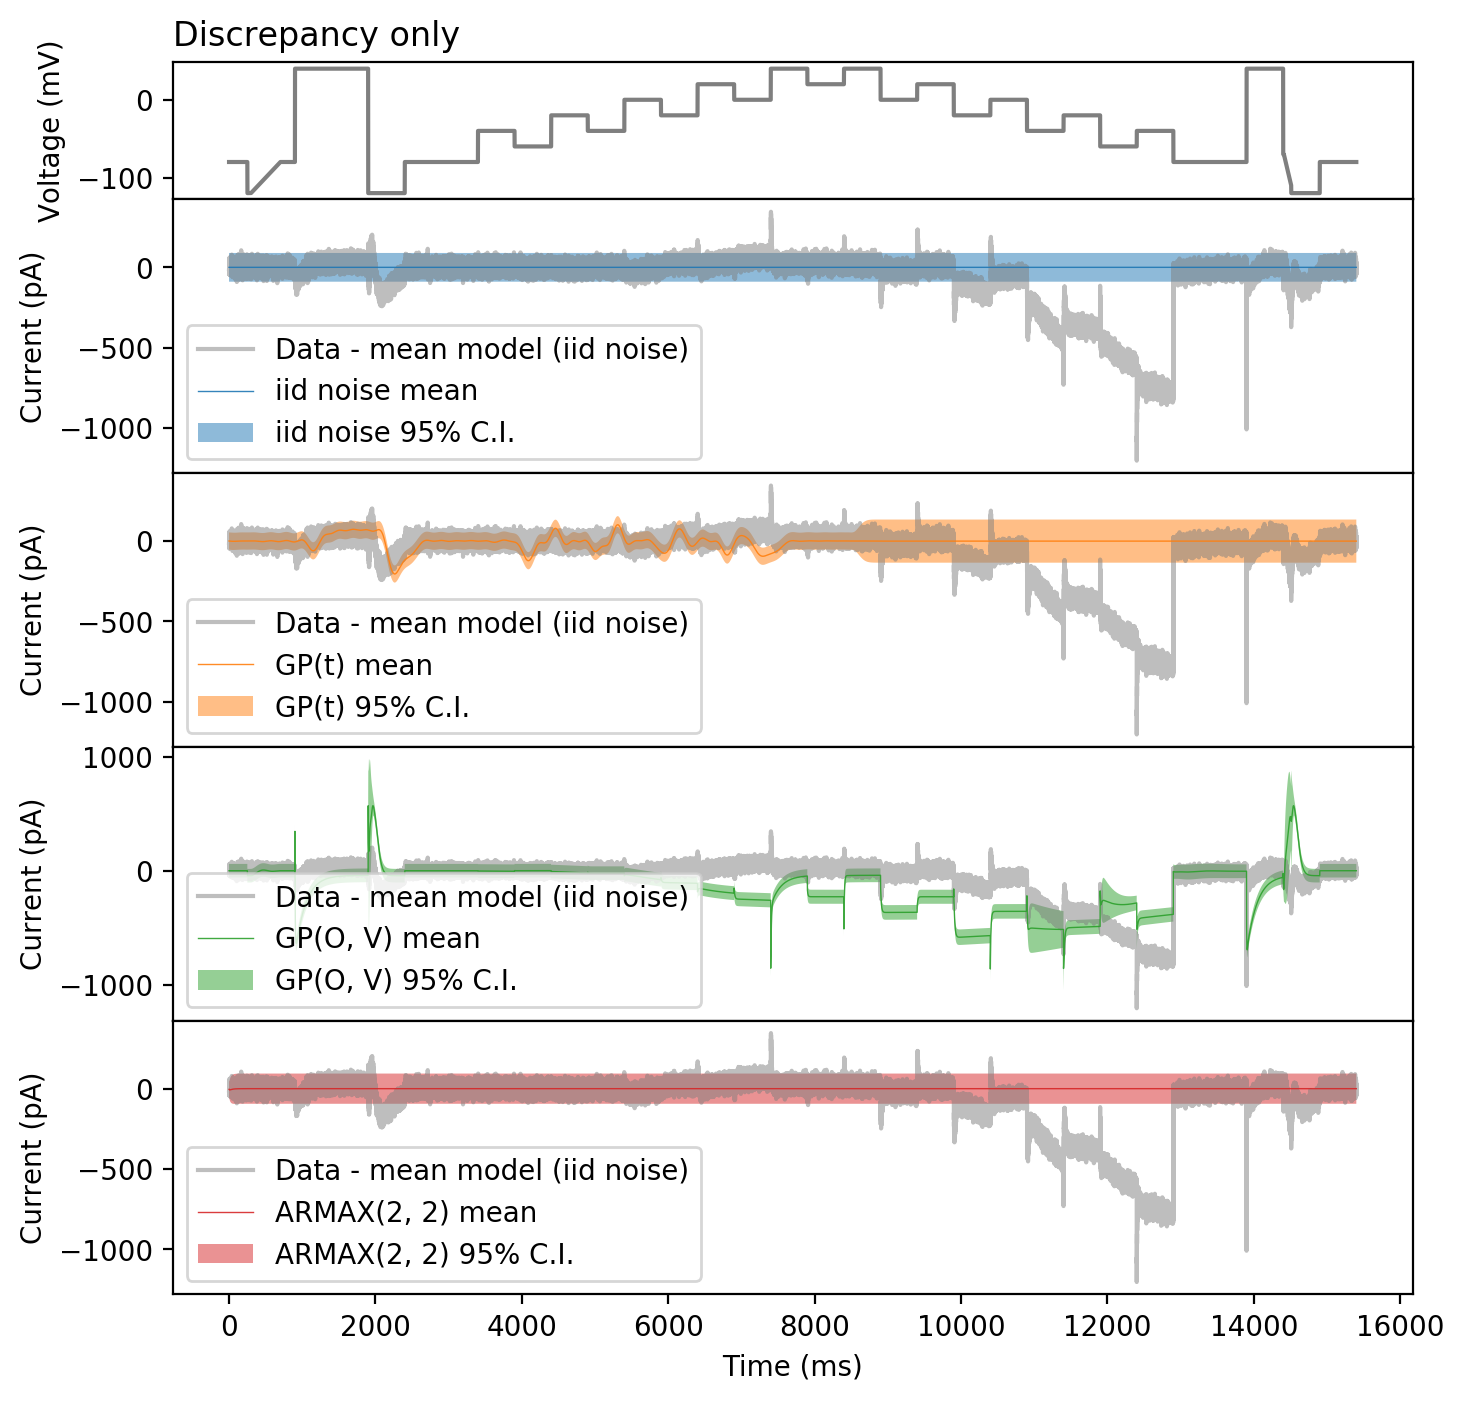 Discrepancy only
Voltage (mV)
0
−100
Current (pA)
0
−500
−1000
Data - mean model (iid noise)
iid noise mean
iid noise 95% C.I.
Current (pA)
0
−500
−1000
Data - mean model (iid noise)
GP(t) mean
GP(t) 95% C.I.
Current (pA)
1000
0
−1000
Data - mean model (iid noise)
GP(O, V) mean
GP(O, V) 95% C.I.
Current (pA)
0
−500
−1000
Data - mean model (iid noise)
ARMAX(2, 2) mean
ARMAX(2, 2) 95% C.I.
0 2000 4000 6000 8000 10000 12000 14000 16000
Time (ms)